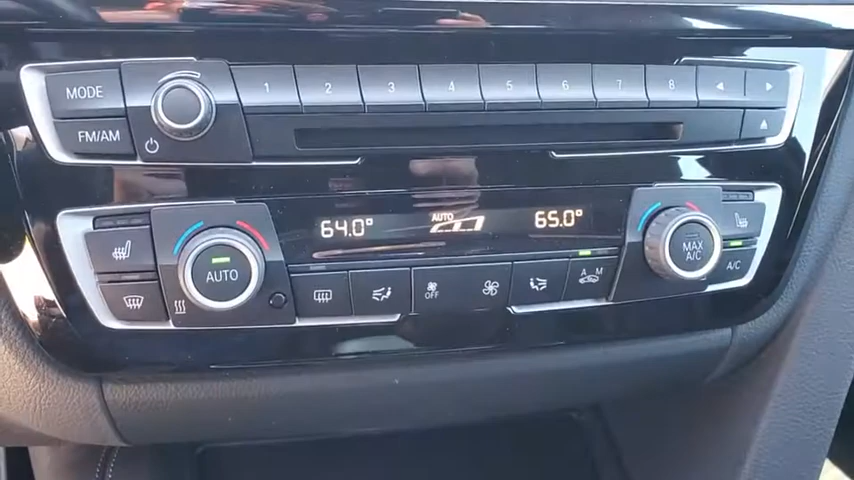 MODE 1 2 3 4 5 6 7 8
FM/AM
64.0° AUTO 65.0°
AUTO
OFF
A M
MAX A/C
A/C